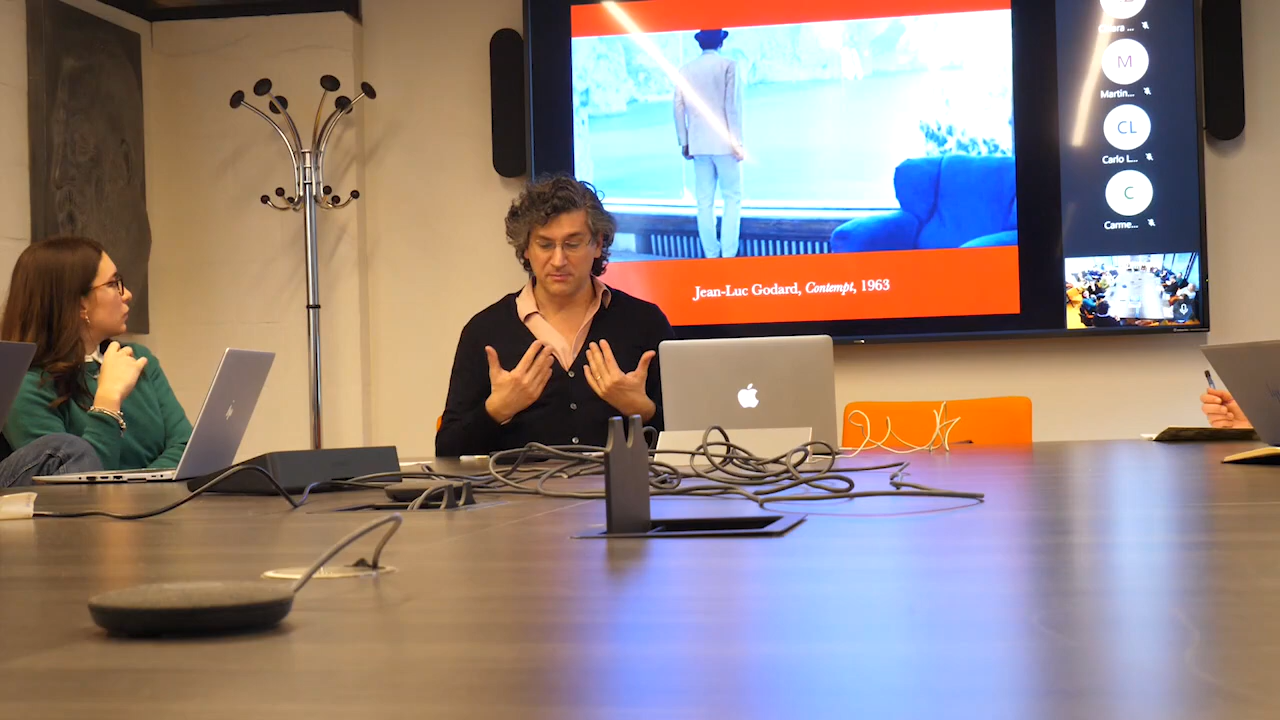 M
Martin...
CL
Carlo L...
C
Carme...
Jean-Luc Godard, Contempt, 1963